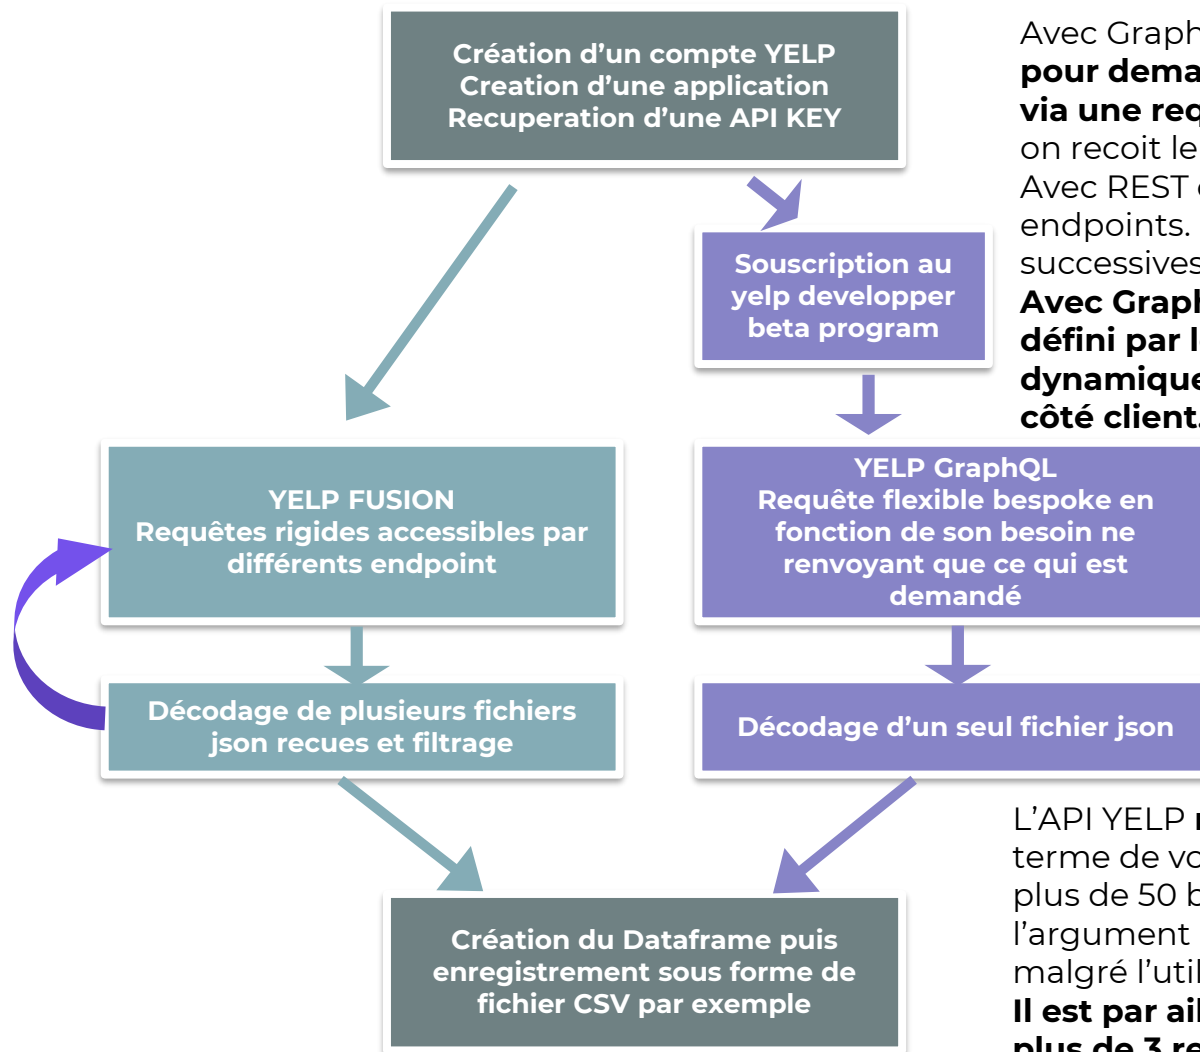 Création d’un compte YELP
Creation d’une application
Recuperation d’une API KEY
Avec Graph
pour dema
via une req
on recoit le
Avec REST
endpoints.
successives
Avec Graph
défini par l
dynamique
côté client.
Souscription au
yelp developper
beta program
YELP FUSION
Requêtes rigides accessibles par
différents endpoint
YELP GraphQL
Requête flexible bespoke en
fonction de son besoin ne
renvoyant que ce qui est
demandé
Décodage de plusieurs fichiers
json recues et filtrage
Décodage d’un seul fichier json
L’API YELP
terme de vo
plus de 50 b
l’argument
malgré l’util
Il est par ail
plus de 3 re
Création du Dataframe puis
enregistrement sous forme de
fichier CSV par exemple